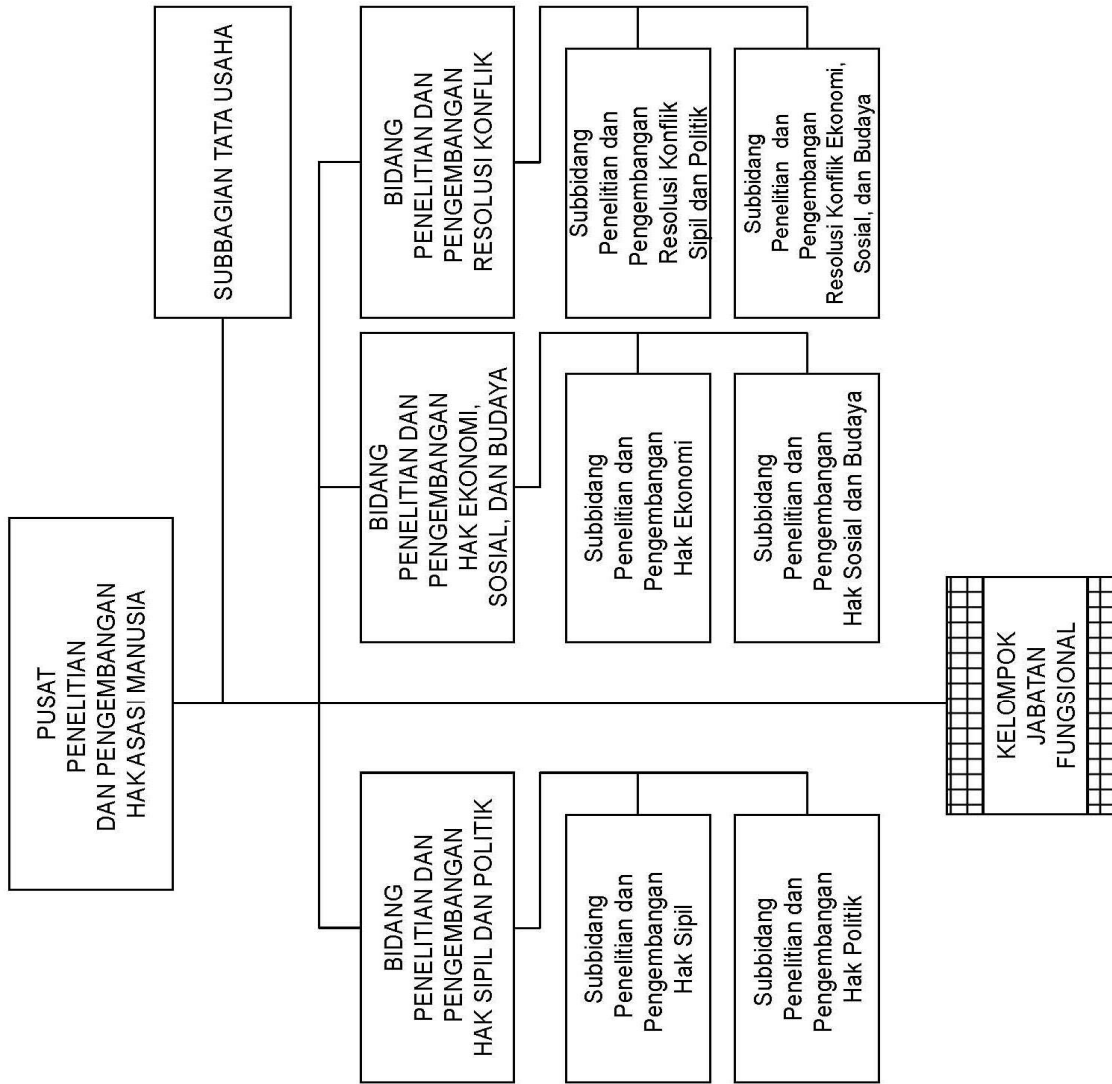 PUSAT
PENELITIAN
DAN PENGEMBANGAN
HAKASASI MANUSIA
SUBBAGIAN TATA USAHA
BIDANG
PENELITIAN DAN
PENGEMBANGAN
HAK SIPIL DAN POLITIK
BIDANG
PENELITIAN DAN
PENGEMBANGAN
HAK EKONOMI,
SOSIAL, DAN BUDAYA
BIDANG
PENELITIAN DAN
PENGEMBANGAN
RESOLUSI KONFLIK
Subbidang
Penelitian dan
Pengembangan
Hak Sipil
Subbidang
Penelitian dan
Pengembangan
Hak Ekonomi
Subbidang
Penelitian dan
Pengembangan
Resolusi Konflik
Sipil dan Politik
Subbidang
Penelitian dan
Pengembangan
Hak Politik
Subbidang
Penelitian dan
Pengembangan
Hak Sosial dan Budaya
Subbidang
Penelitian dan
Pengembangan
Resolusi Konflik Ekonomi,
Sosial, dan Budaya
KELOMPOK
JABATAN
FUNGSIONAL